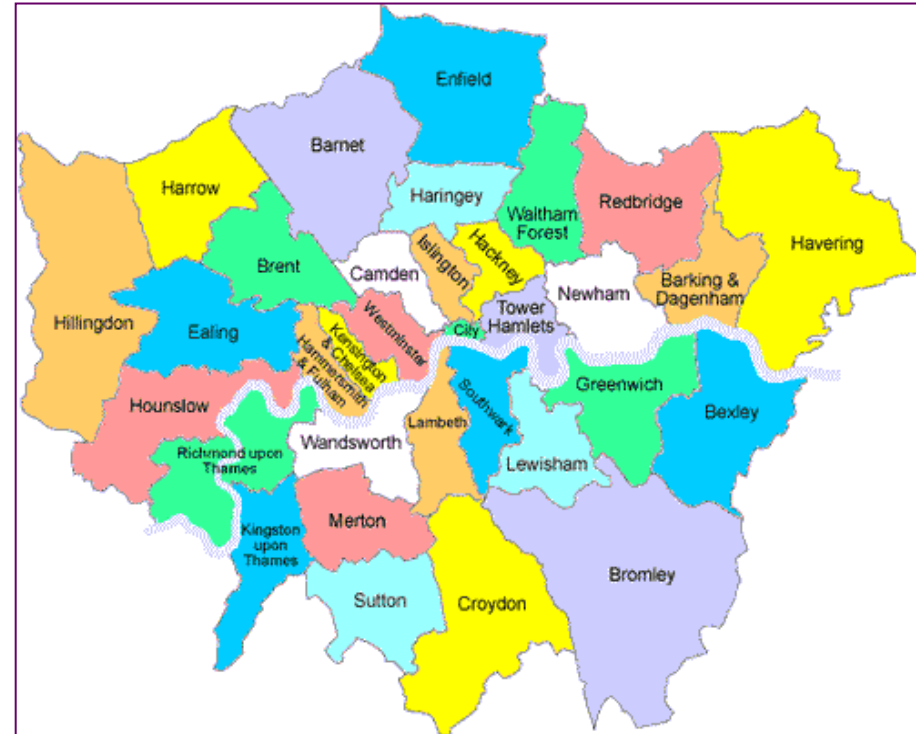 Enfield
Barnet
Harrow
Haringey
Waltham
Forest
Redbridge
Havering
Brent
Camden
Islington
Hackney
Barking &
Dagenham
Newham
Tower
Hamlets
Hillingdon
Ealing
Westminster
City
Kensington
& Chelsea
Hammersmith
& Fulham
Hounslow
Greenwich
Bexley
Southwark
Lambeth
Wandsworth
Richmond upon
Thames
Lewisham
Merton
Kingston
upon
Thames
Bromley
Sutton
Croydon